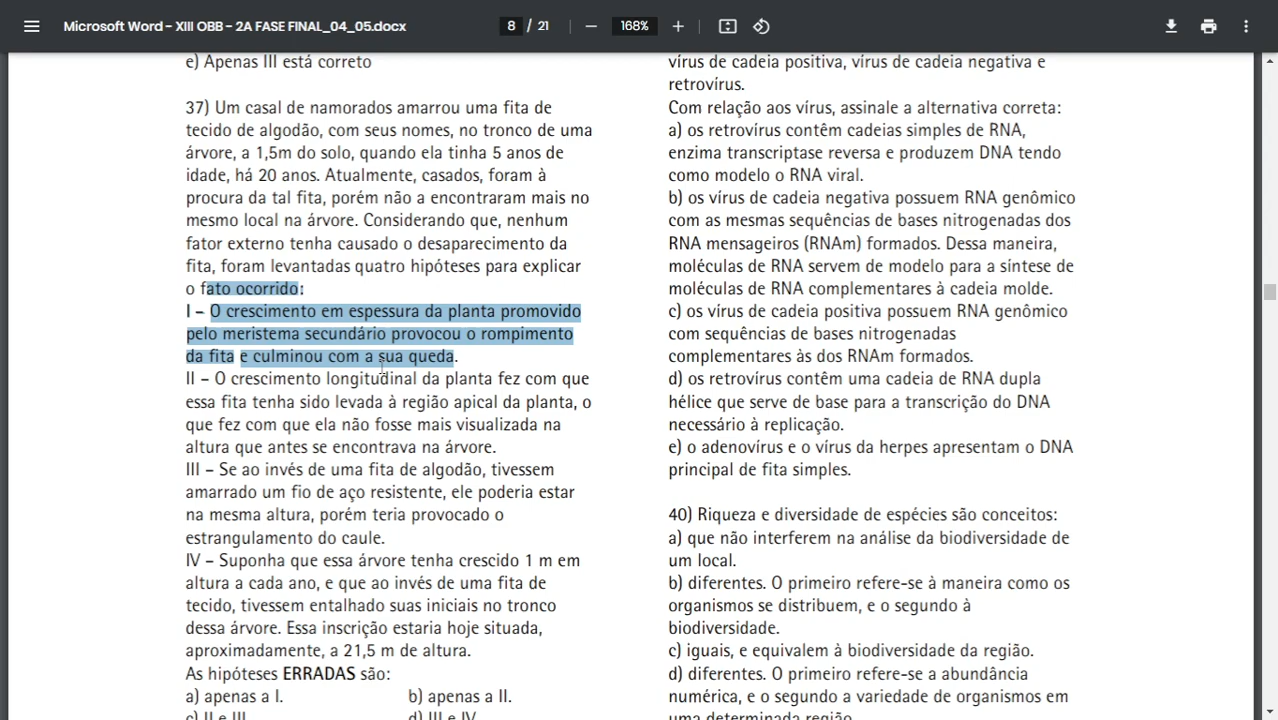 Microsoft Word - XIII OBB - 2A FASE FINAL_04_05.docx
8 / 21
168%
e) Apenas III está correto
37) Um casal de namorados amarrou uma fita de
tecido de algodão, com seus nomes, no tronco de uma
árvore, a 1,5m do solo, quando ela tinha 5 anos de
idade, há 20 anos. Atualmente, casados, foram à
procura da tal fita, porém não a encontraram mais no
mesmo local na árvore. Considerando que, nenhum
fator externo tenha causado o desaparecimento da
fita, foram levantadas quatro hipóteses para explicar
o fato ocorrido:
I – O crescimento em espessura da planta promovido
pelo meristema secundário provocou o rompimento
da fita e culminou com a sua queda.
II – O crescimento longitudinal da planta fez com que
essa fita tenha sido levada à região apical da planta, o
que fez com que ela não fosse mais visualizada na
altura que antes se encontrava na árvore.
III – Se ao invés de uma fita de algodão, tivessem
amarrado um fio de aço resistente, ele poderia estar
na mesma altura, porém teria provocado o
estrangulamento do caule.
IV – Suponha que essa árvore tenha crescido 1 m em
altura a cada ano, e que ao invés de uma fita de
tecido, tivessem entalhado suas iniciais no tronco
dessa árvore. Essa inscrição estaria hoje situada,
aproximadamente, a 21,5 m de altura.
As hipóteses ERRADAS são:
a) apenas a I. b) apenas a II.
c) II e III d) III e IV
vírus de cadeia positiva, vírus de cadeia negativa e
retrovírus.
Com relação aos vírus, assinale a alternativa correta:
a) os retrovírus contêm cadeias simples de RNA,
enzima transcriptase reversa e produzem DNA tendo
como modelo o RNA viral.
b) os vírus de cadeia negativa possuem RNA genômico
com as mesmas sequências de bases nitrogenadas dos
RNA mensageiros (RNAm) formados. Dessa maneira,
moléculas de RNA servem de modelo para a síntese de
moléculas de RNA complementares à cadeia molde.
c) os vírus de cadeia positiva possuem RNA genômico
com sequências de bases nitrogenadas
complementares às dos RNAm formados.
d) os retrovírus contêm uma cadeia de RNA dupla
hélice que serve de base para a transcrição do DNA
necessário à replicação.
e) o adenovírus e o vírus da herpes apresentam o DNA
principal de fita simples.
40) Riqueza e diversidade de espécies são conceitos:
a) que não interferem na análise da biodiversidade de
um local.
b) diferentes. O primeiro refere-se à maneira como os
organismos se distribuem, e o segundo à
biodiversidade.
c) iguais, e equivalem à biodiversidade da região.
d) diferentes. O primeiro refere-se a abundância
numérica, e o segundo a variedade de organismos em
uma determinada região